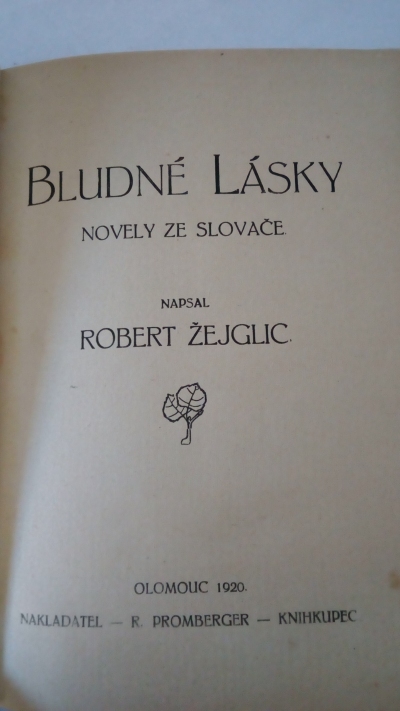 BLUDNÉ LÁSKY
NOVELY ZE SLOVAČE.
NAPSAL
ROBERT ŽEJGLIC.
OLOMOUC 1920.
NAKLADATEL — R. PROMBERGER — KNIHKUPEC